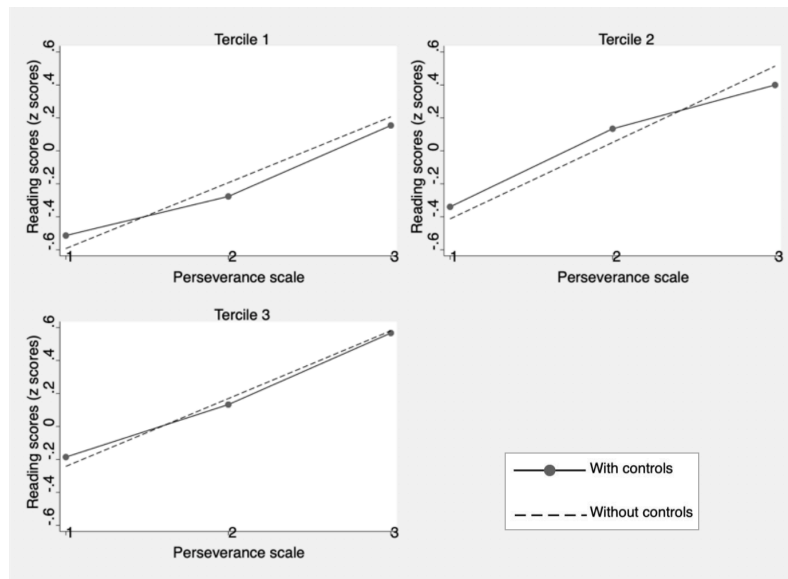 Tercile 1
Reading scores (z scores)
.6
.4
.2
0
-.2
-.4
-.6
1
2
3
Perseverance scale
Tercile 2
Reading scores (z scores)
.6
.4
.2
0
-.2
-.4
-.6
1
2
3
Perseverance scale
Tercile 3
Reading scores (z scores)
.6
.4
.2
0
-.2
-.4
-.6
1
2
3
Perseverance scale
With controls
Without controls